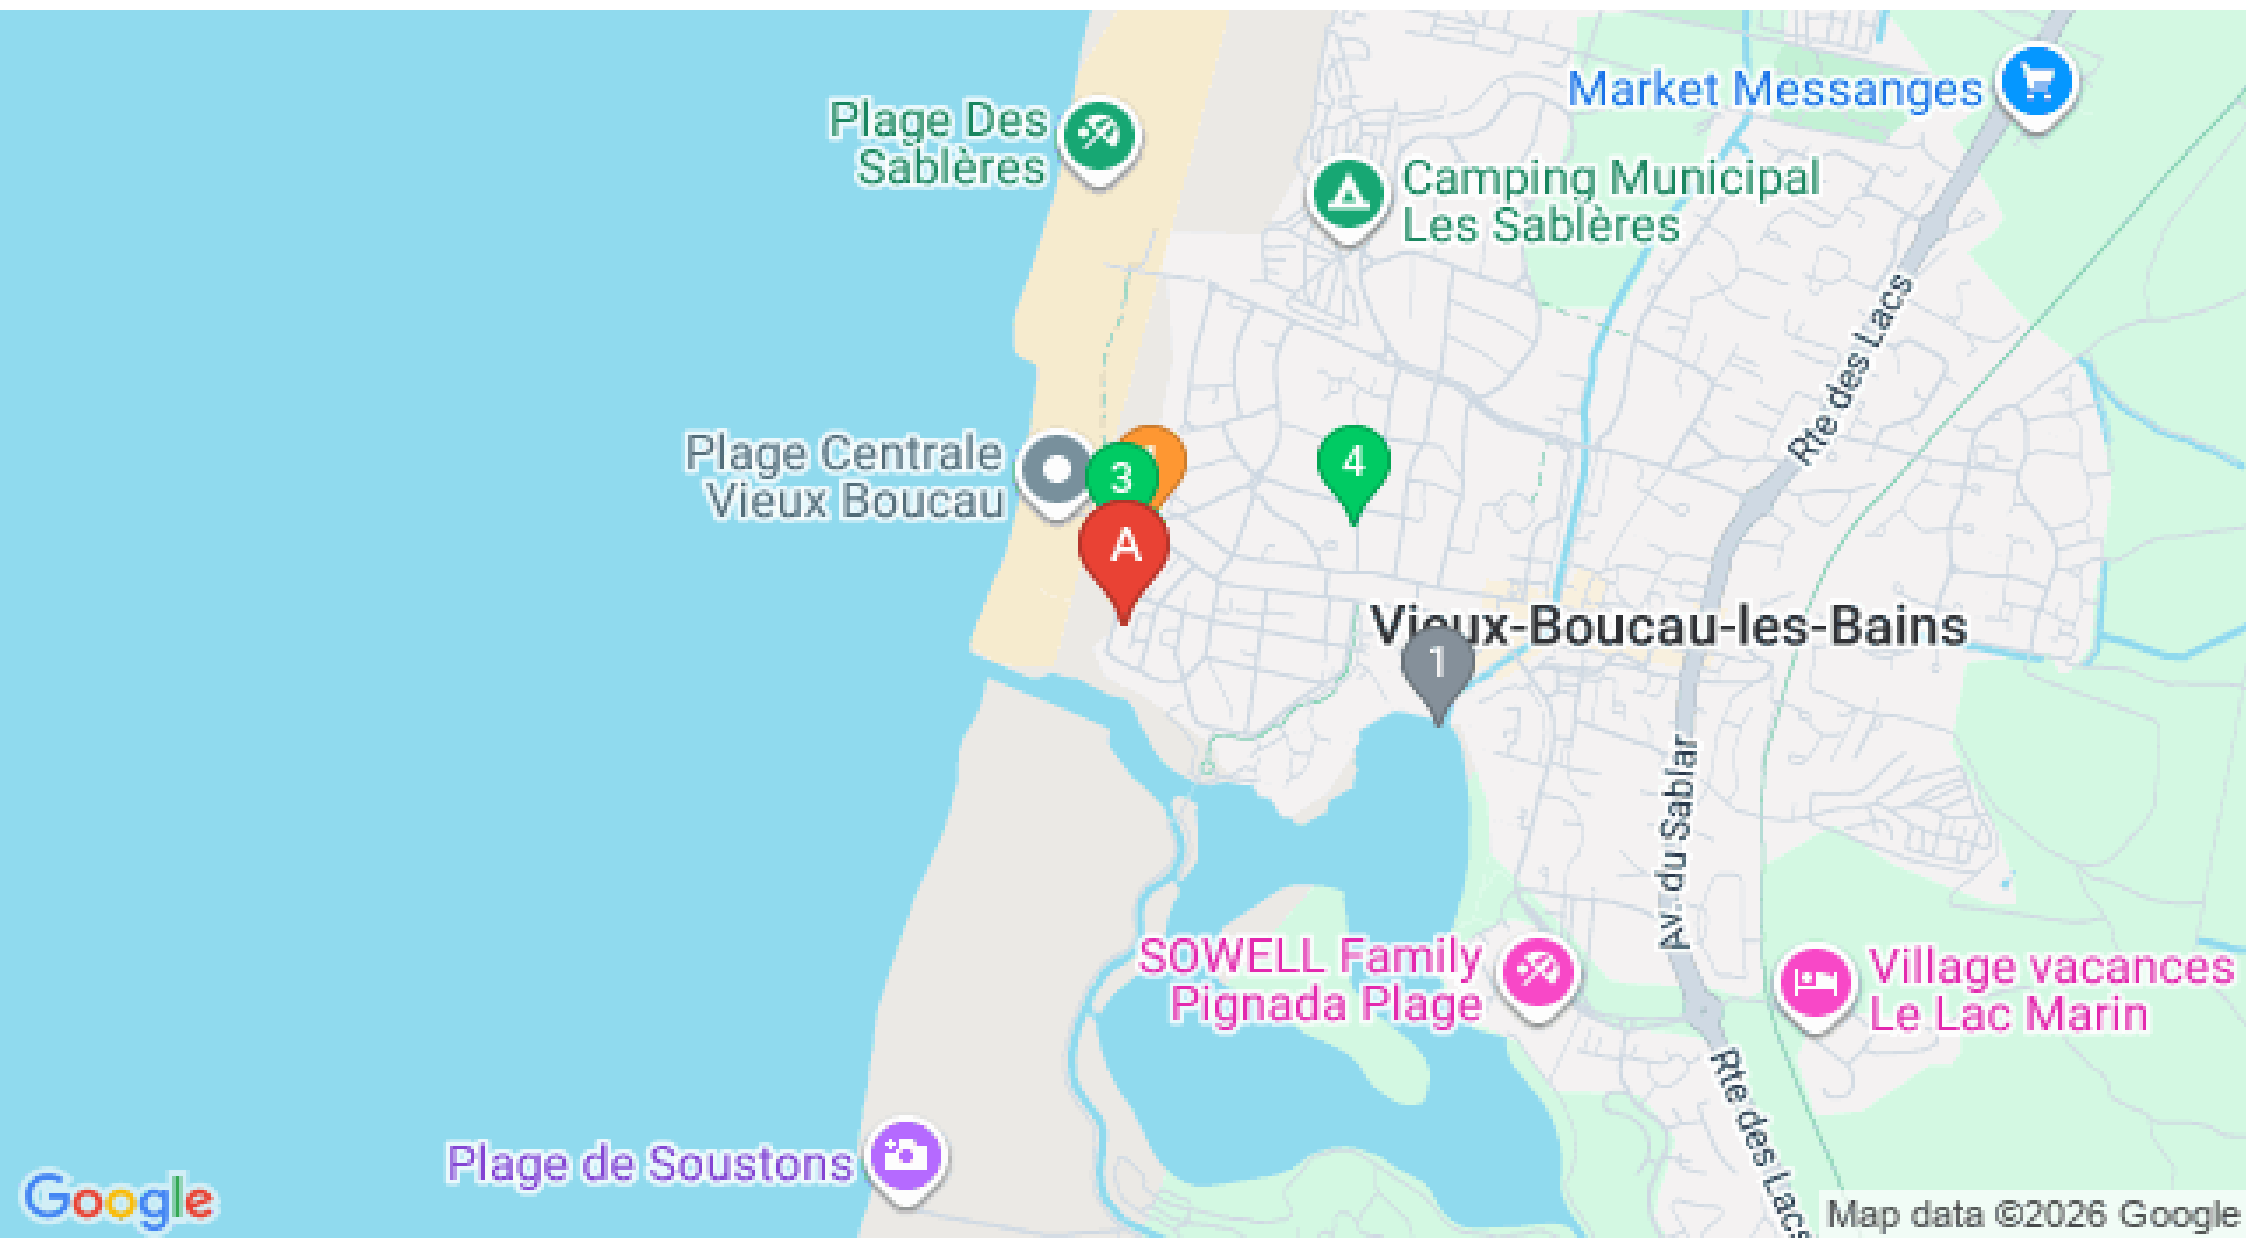 Market Messanges
Plage Des
Sablères
Camping Municipal
Les Sablères
Rte des Lacs
Plage Centrale
Vieux Boucau
3
4
A
Vieux-Boucau-les-Bains
1
Av. du Sablar
SOWELL Family
Pignada Plage
Village vacances
Le Lac Marin
Rte des Lacs
Plage de Soustons
Google
Map data ©2026 Google